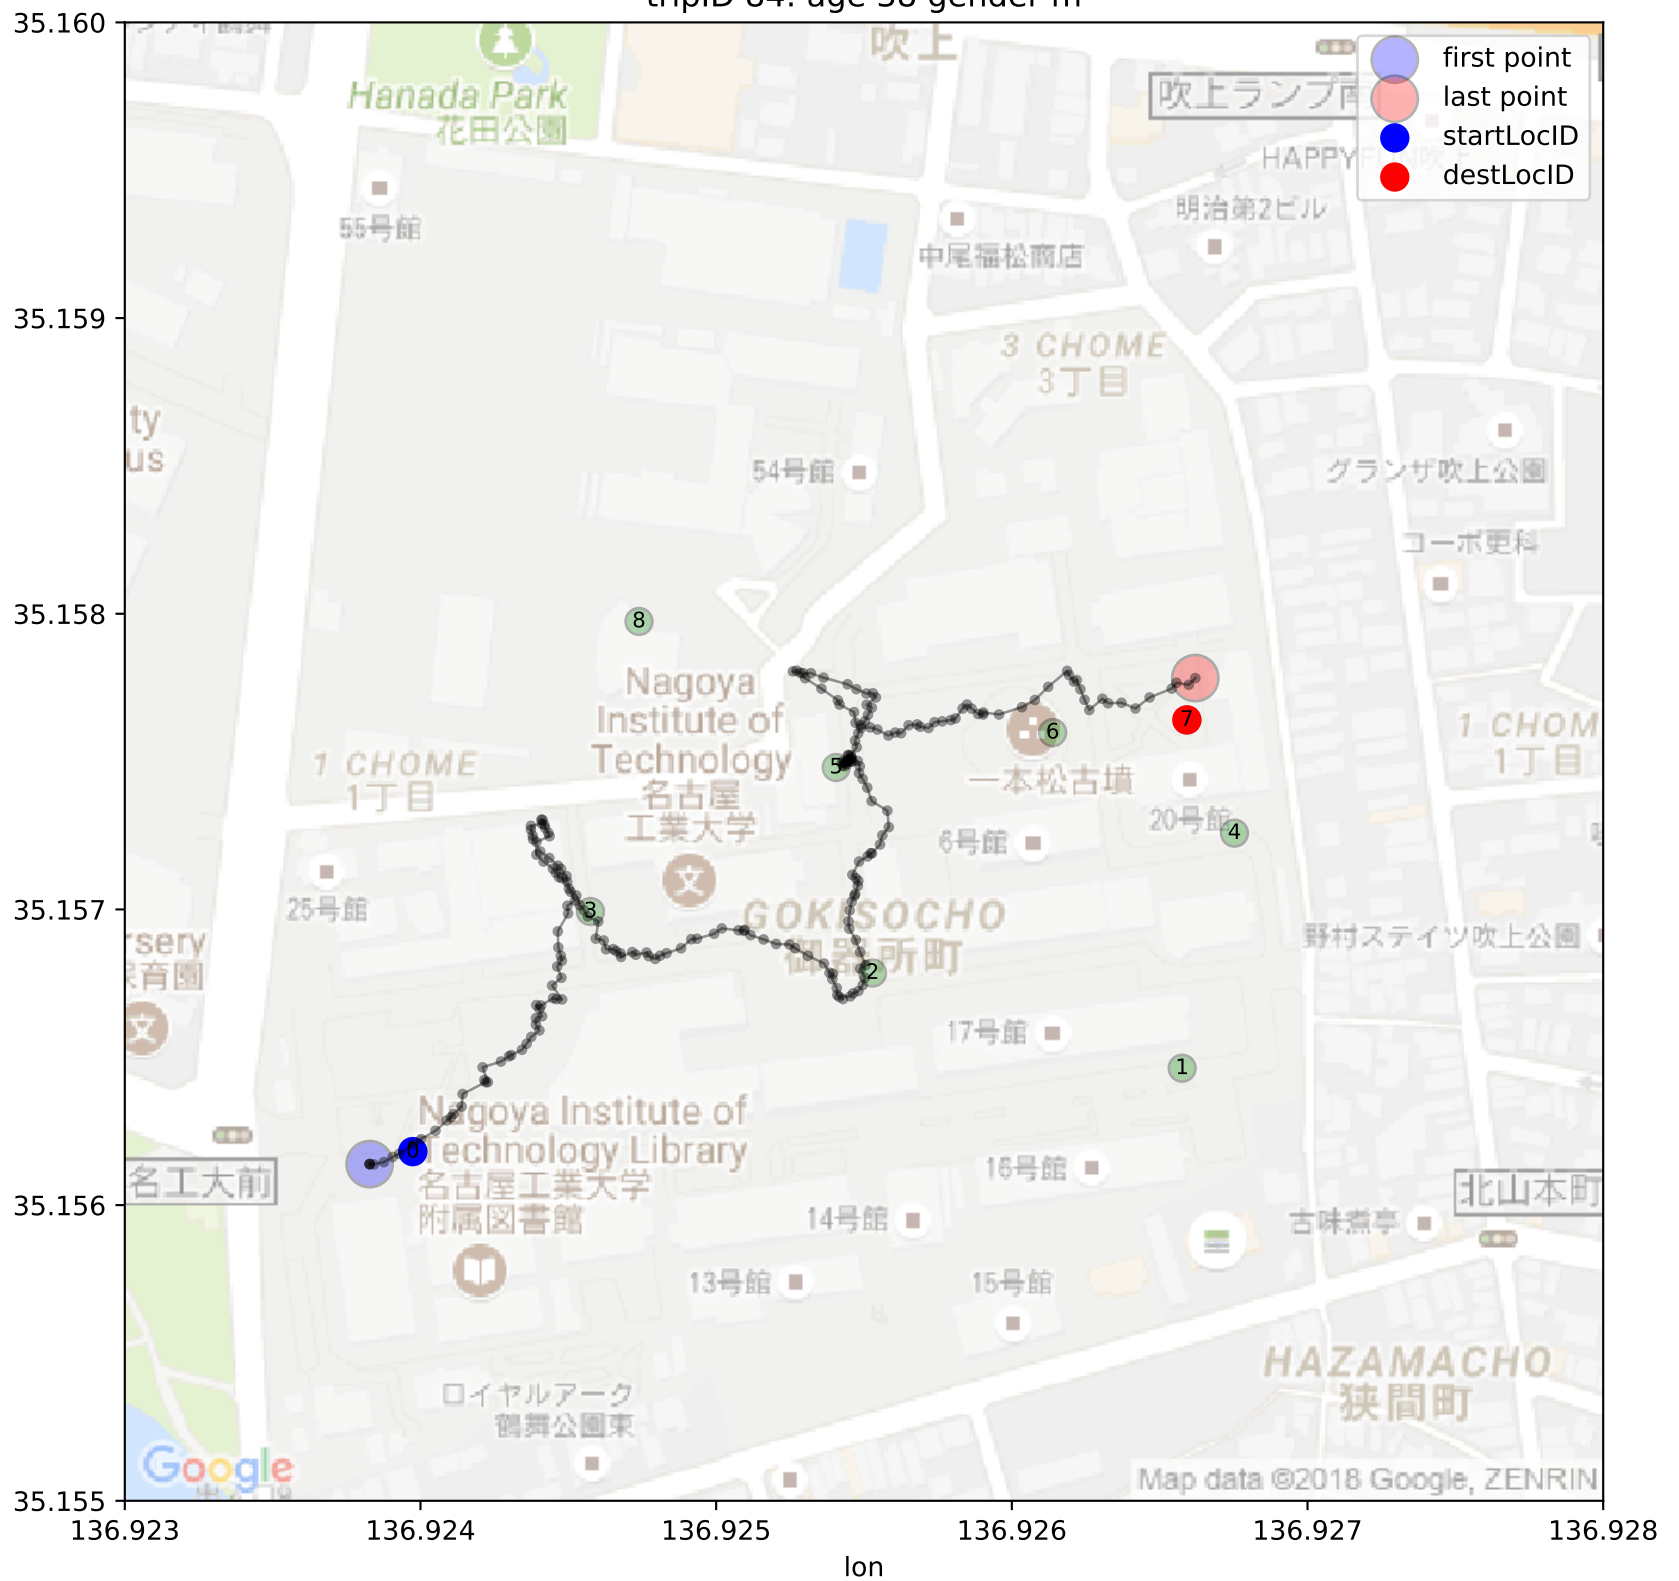 35.160
35.159
35.158
35.157
35.156
35.155
136.923
136.924
136.925
136.926
136.927
136.928
lon
first point
last point
startLocID
destLocID
吹上
Hanada Park
花田公園
55号館
吹上ランプ南
明治第2ビル
中尾福松商店
3 CHOME
3丁目
54号館
グランザ吹上公園
コーポ更科
ty
us
8
Nagoya
Institute of
Technology
名古屋
工業大学
1 CHOME
1丁目
7
6
5
一本松古墳
1 CHOM
1丁目
20号館
4
6号館
25号館
3
GOKISOCHO
御器所町
2
野村ステイツ吹上公園
rsery
保育園
17号館
1
Nagoya Institute of
Technology Library
名古屋工業大学
附属図書館
0
名工大前
16号館
北山本町
14号館
古味煮亭
13号館
15号館
HAZAMACHO
狭間町
ロイヤルアーク
鶴舞公園東
Google
Map data ©2018 Google, ZENRIN